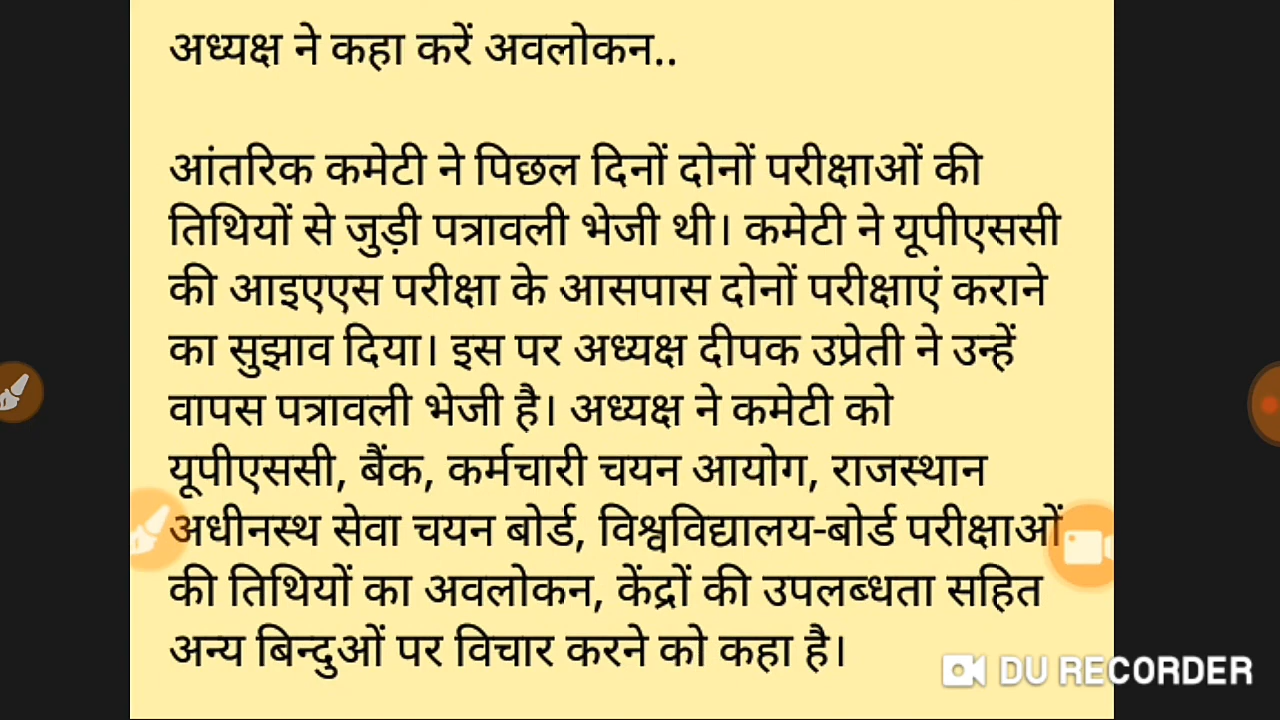 अध्यक्ष ने कहा करें अवलोकन..
आंतरिक कमेटी ने पिछल दिनों दोनों परीक्षाओं की
तिथियों से जुड़ी पत्रावली भेजी थी। कमेटी ने यूपीएससी
की आइएएस परीक्षा के आसपास दोनों परीक्षाएं कराने
का सुझाव दिया। इस पर अध्यक्ष दीपक उप्रेती ने उन्हें
वापस पत्रावली भेजी है। अध्यक्ष ने कमेटी को
यूपीएससी, बैंक, कर्मचारी चयन आयोग, राजस्थान
अधीनस्थ सेवा चयन बोर्ड, विश्वविद्यालय-बोर्ड परीक्षाओं
की तिथियों का अवलोकन, केंद्रों की उपलब्धता सहित
अन्य बिन्दुओं पर विचार करने को कहा है।
DU RECORDER